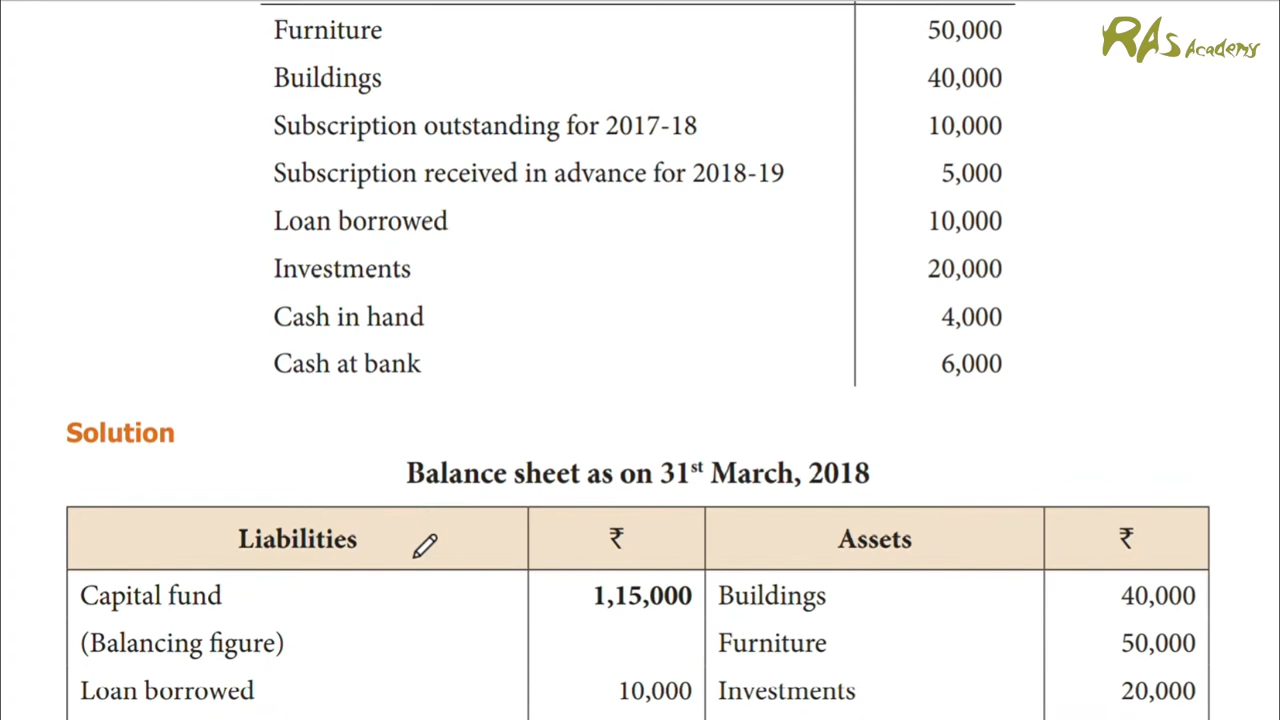 RAS Academy
Furniture 50,000
Buildings 40,000
Subscription outstanding for 2017-18 10,000
Subscription received in advance for 2018-19 5,000
Loan borrowed 10,000
Investments 20,000
Cash in hand 4,000
Cash at bank 6,000
Solution
Balance sheet as on 31st March, 2018
Liabilities ₹ Assets ₹
Capital fund 1,15,000 Buildings 40,000
(Balancing figure) Furniture 50,000
Loan borrowed 10,000 Investments 20,000